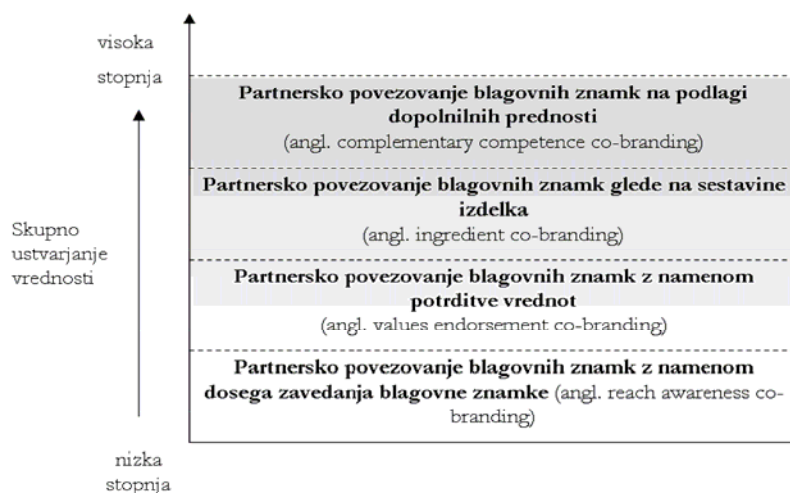 visoka
stopnja
Partnersko povezovanje blagovnih znamk na podlagi
dopolnilnih prednosti
(angl. complementary competence co-branding)
Partnersko povezovanje blagovnih znamk glede na sestavine
izdelka
(angl. ingredient co-branding)
Skupno
ustvarjanje
vrednosti
Partnersko povezovanje blagovnih znamk z namenom
potrditve vrednot
(angl. values endorsement co-branding)
Partnersko povezovanje blagovnih znamk z namenom
dosega zavedanja blagovne znamke (angl. reach awareness co-
branding)
nizka
stopnja